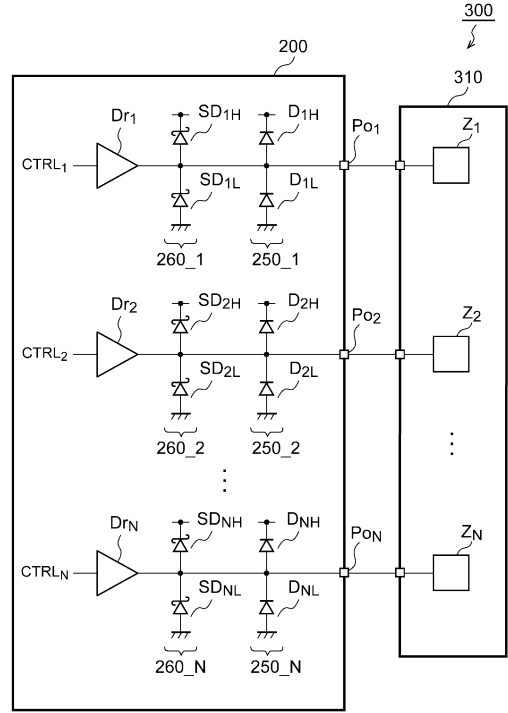 300
200
310
Dr1 SD1H D1H Po1 Z1
CTRL1
SD1L D1L
260_1 250_1
Dr2 SD2H D2H Po2 Z2
CTRL2
SD2L D2L
260_2 250_2
DrN SDNH DNH PoN ZN
CTRLN
SDNL DNL
260_N 250_N